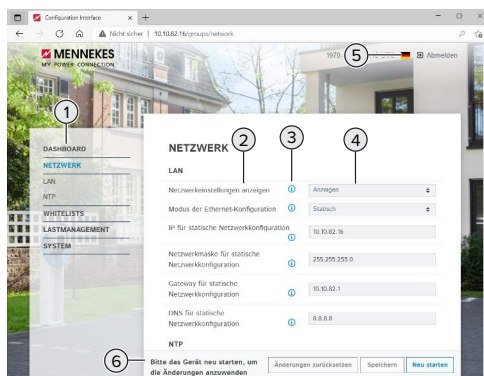 Configuration Interface
Nicht sicher | 10.10.82.16/groups/network
MENNEKES
MY POWER CONNECTION
1970-
5
Abmelden
1
2
3
4
DASHBOARD
NETZWERK
LAN
NTP
WHITELISTS
LASTMANAGEMENT
SYSTEM
NETZWERK
LAN
Netzwerkeinstellungen anzeigen
Anzeigen
Modus der Ethernet-Konfiguration
Statisch
IP für statische Netzwerkkonfiguration
10.10.82.16
Netzwerkmaske für statische
Netzwerkkonfiguration
255.255.255.0
Gateway für statische
Netzwerkkonfiguration
10.10.82.1
DNS für statische
Netzwerkkonfiguration
8.8.8.8
NTP
6
Bitte das Gerät neu starten, um
die Änderungen anzuwenden
Änderungen zurücksetzen
Speichern
Neu starten